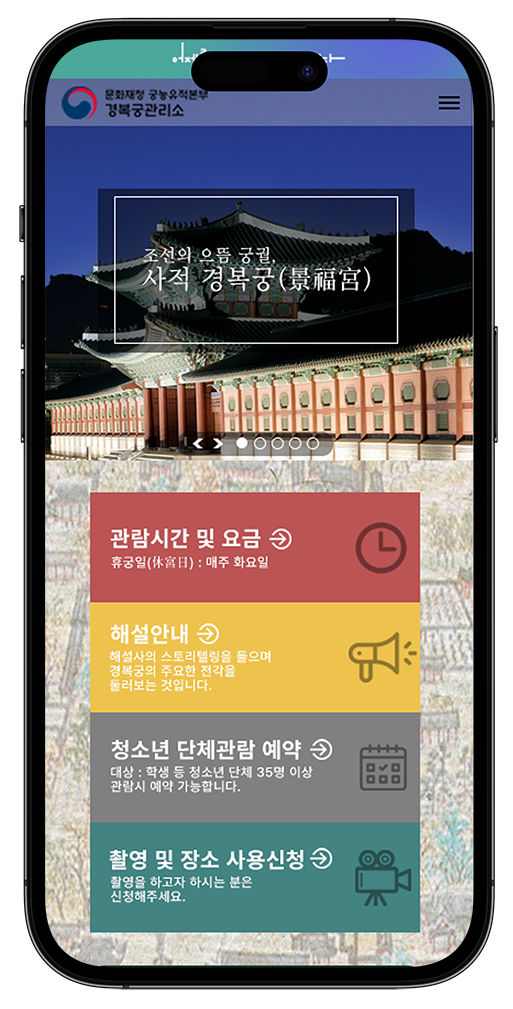 문화재청 궁능유적본부
경복궁관리소
조선의 으뜸 궁궐,
사적 경복궁(景福宮)
관람시간 및 요금
휴궁일(休宮日) : 매주 화요일
해설안내
해설사의 스토리텔링을 들으며
경복궁의 주요한 전각을
둘러보는 것입니다.
청소년 단체관람 예약
대상 : 학생 등 청소년 단체 35명 이상
관람시 예약 가능합니다.
촬영 및 장소 사용신청
촬영을 하고자 하시는 분은
신청해주세요.